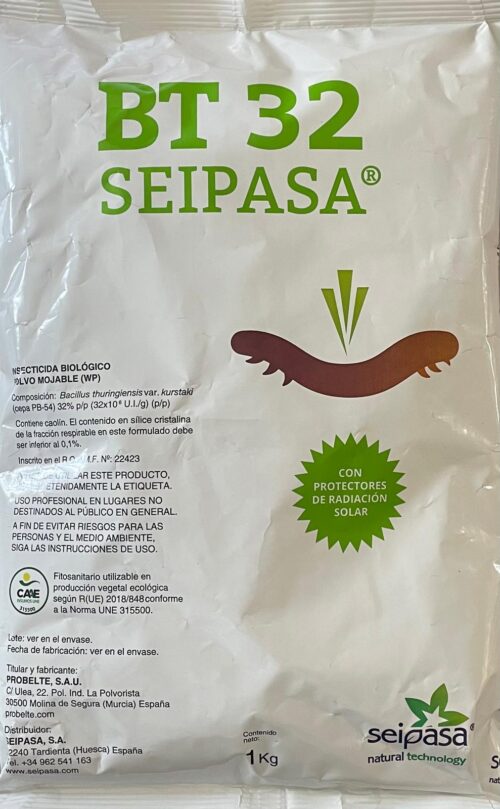 BT 32
SEIPASA®
INSECTICIDA BIOLÓGICO
POLVO MOJABLE (WP)
Composición: Bacillus thuringiensis var. kurstaki
(cepa PB-54) 32% p/p (32x10⁶ U.I./g) (p/p)
Contiene caolín. El contenido en sílice cristalina
de la fracción respirable en este formulado debe
ser inferior al 0,1%.
Inscrito en el Nº: 22423
ESTE PRODUCTO,
DETENIDAMENTE LA ETIQUETA.
USO PROFESIONAL EN LUGARES NO
DESTINADOS AL PÚBLICO EN GENERAL.
A FIN DE EVITAR RIESGOS PARA LAS
PERSONAS Y EL MEDIO AMBIENTE,
SIGA LAS INSTRUCCIONES DE USO.
CON
PROTECTORES
DE RADIACIÓN
SOLAR
CAAE
INSUMOS UNE
315500
Fitosanitario utilizable en
producción vegetal ecológica
según R(UE) 2018/848 conforme
a la Norma UNE 315500.
Lote: ver en el envase.
Fecha de fabricación: ver en el envase.
Titular y fabricante:
PROBELTE, S.A.U.
C/ Ulea, 22. Pol. Ind. La Polvorista
30500 Molina de Segura (Murcia) España
probelte.com
Distribuidor:
SEIPASA, S.A.
22240 Tardienta (Huesca) España
Tel. +34 962 541 163
www.seipasa.com
Contenido
neto:
1 Kg
seipasa
natural technology